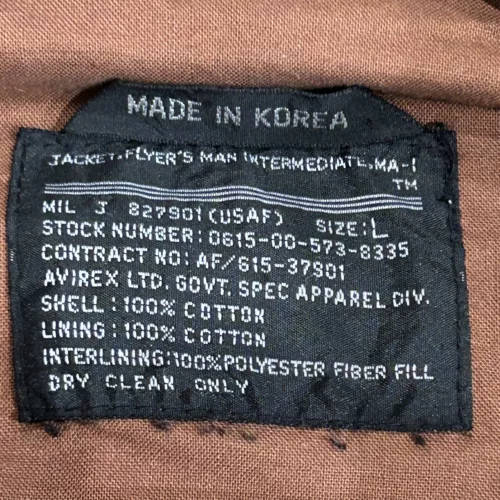 MADE IN KOREA
JACKET, FLYER'S MAN INTERMEDIATE, MA-1
TM
MIL J 827901 (USAF) SIZE: L
STOCK NUMBER: 0615-00-573-8335
CONTRACT NO: AF/615-37901
AVIREX LTD. GOVT. SPEC APPAREL DIV.
SHELL: 100% COTTON
LINING: 100% COTTON
INTERLINING: 100% POLYESTER FIBER FILL
DRY CLEAN ONLY